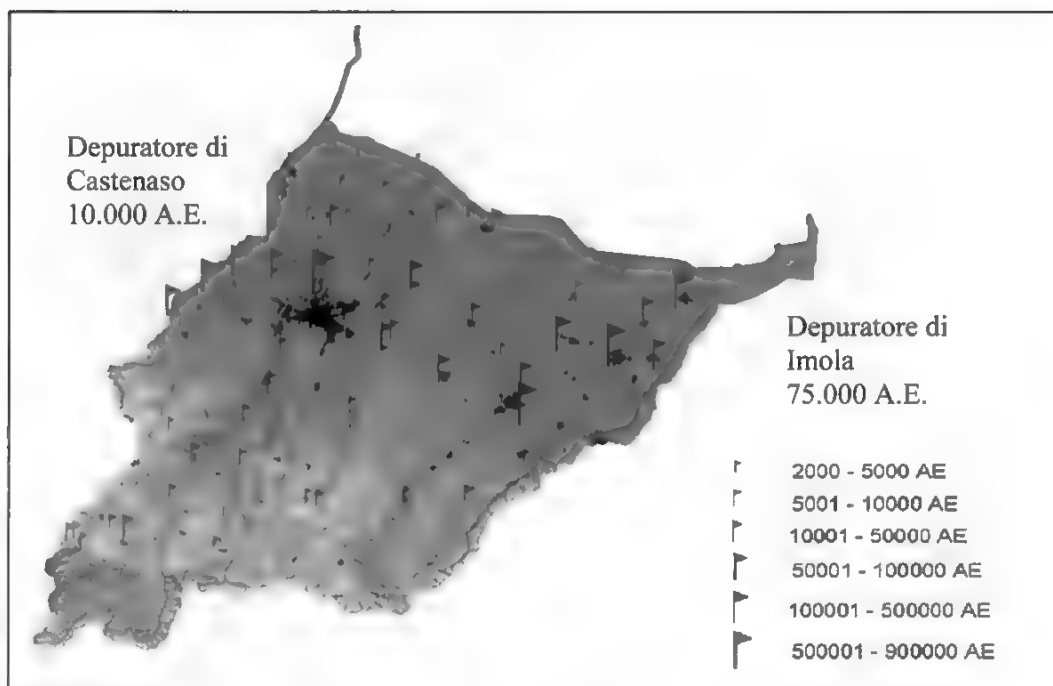 Depuratore di
Castenaso
10.000 A.E.
Depuratore di
Imola
75.000 A.E.
2000 - 5000 AE
5001 - 10000 AE
10001 - 50000 AE
50001 - 100000 AE
100001 - 500000 AE
500001 - 900000 AE